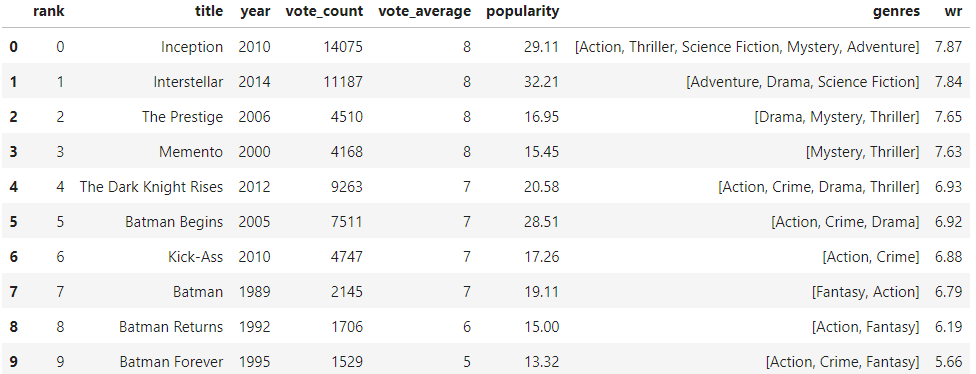 rank title year vote_count vote_average popularity genres wr
0 0 Inception 2010 14075 8 29.11 [Action, Thriller, Science Fiction, Mystery, Adventure] 7.87
1 1 Interstellar 2014 11187 8 32.21 [Adventure, Drama, Science Fiction] 7.84
2 2 The Prestige 2006 4510 8 16.95 [Drama, Mystery, Thriller] 7.65
3 3 Memento 2000 4168 8 15.45 [Mystery, Thriller] 7.63
4 4 The Dark Knight Rises 2012 9263 7 20.58 [Action, Crime, Drama, Thriller] 6.93
5 5 Batman Begins 2005 7511 7 28.51 [Action, Crime, Drama] 6.92
6 6 Kick-Ass 2010 4747 7 17.26 [Action, Crime] 6.88
7 7 Batman 1989 2145 7 19.11 [Fantasy, Action] 6.79
8 8 Batman Returns 1992 1706 6 15.00 [Action, Fantasy] 6.19
9 9 Batman Forever 1995 1529 5 13.32 [Action, Crime, Fantasy] 5.66